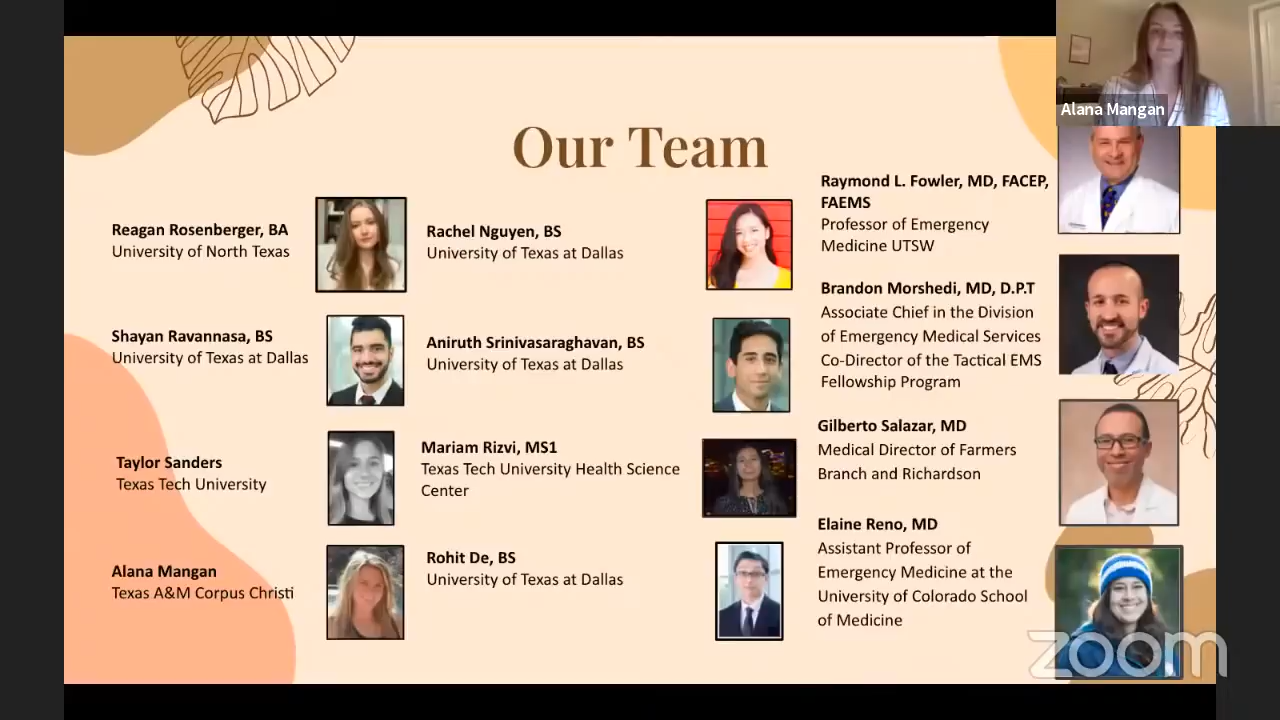 Alana Mangan
Our Team
Reagan Rosenberger, BA
University of North Texas
Shayan Ravannasa, BS
University of Texas at Dallas
Taylor Sanders
Texas Tech University
Alana Mangan
Texas A&M Corpus Christi
Rachel Nguyen, BS
University of Texas at Dallas
Aniruth Srinivasaraghavan, BS
University of Texas at Dallas
Mariam Rizvi, MS1
Texas Tech University Health Science
Center
Rohit De, BS
University of Texas at Dallas
Raymond L. Fowler, MD, FACEP,
FAEMS
Professor of Emergency
Medicine UTSW
Brandon Morshedi, MD, D.P.T
Associate Chief in the Division
of Emergency Medical Services
Co-Director of the Tactical EMS
Fellowship Program
Gilberto Salazar, MD
Medical Director of Farmers
Branch and Richardson
Elaine Reno, MD
Assistant Professor of
Emergency Medicine at the
University of Colorado School
of Medicine
zoom